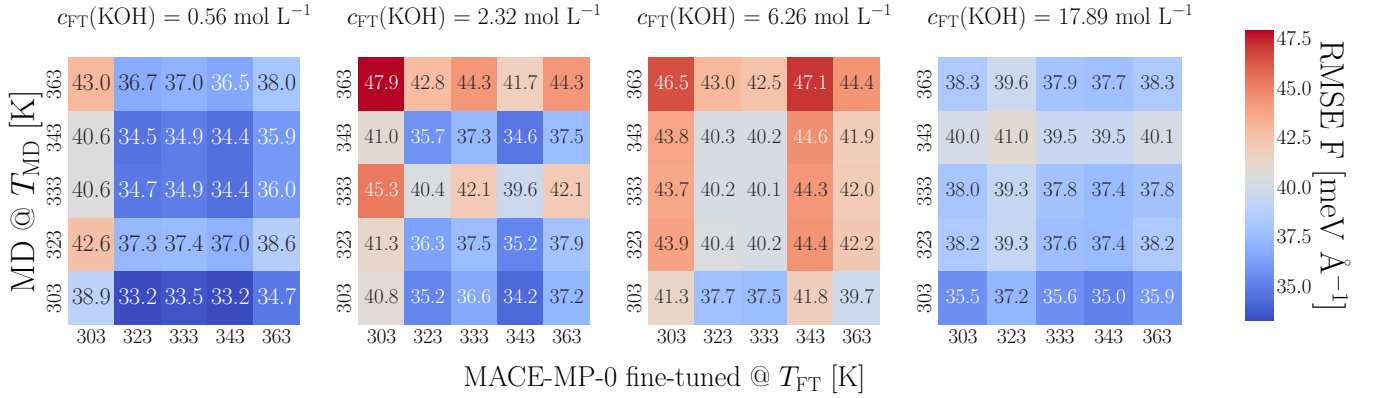 c_FT(KOH) = 0.56 mol L⁻¹ c_FT(KOH) = 2.32 mol L⁻¹ c_FT(KOH) = 6.26 mol L⁻¹ c_FT(KOH) = 17.89 mol L⁻¹
MD @ T_MD [K]
363 43.0 36.7 37.0 36.5 38.0
343 40.6 34.5 34.9 34.4 35.9
333 40.6 34.7 34.9 34.4 36.0
323 42.6 37.3 37.4 37.0 38.6
303 38.9 33.2 33.5 33.2 34.7
303 323 333 343 363
363 47.9 42.8 44.3 41.7 44.3
343 41.0 35.7 37.3 34.6 37.5
333 45.3 40.4 42.1 39.6 42.1
323 41.3 36.3 37.5 35.2 37.9
303 40.8 35.2 36.6 34.2 37.2
303 323 333 343 363
363 46.5 43.0 42.5 47.1 44.4
343 43.8 40.3 40.2 44.6 41.9
333 43.7 40.2 40.1 44.3 42.0
323 43.9 40.4 40.2 44.4 42.2
303 41.3 37.7 37.5 41.8 39.7
303 323 333 343 363
363 38.3 39.6 37.9 37.7 38.3
343 40.0 41.0 39.5 39.5 40.1
333 38.0 39.3 37.8 37.4 37.8
323 38.2 39.3 37.6 37.4 38.2
303 35.5 37.2 35.6 35.0 35.9
303 323 333 343 363
47.5
45.0
42.5
40.0
37.5
35.0
RMSE F [meV Å⁻¹]
MACE-MP-0 fine-tuned @ T_FT [K]